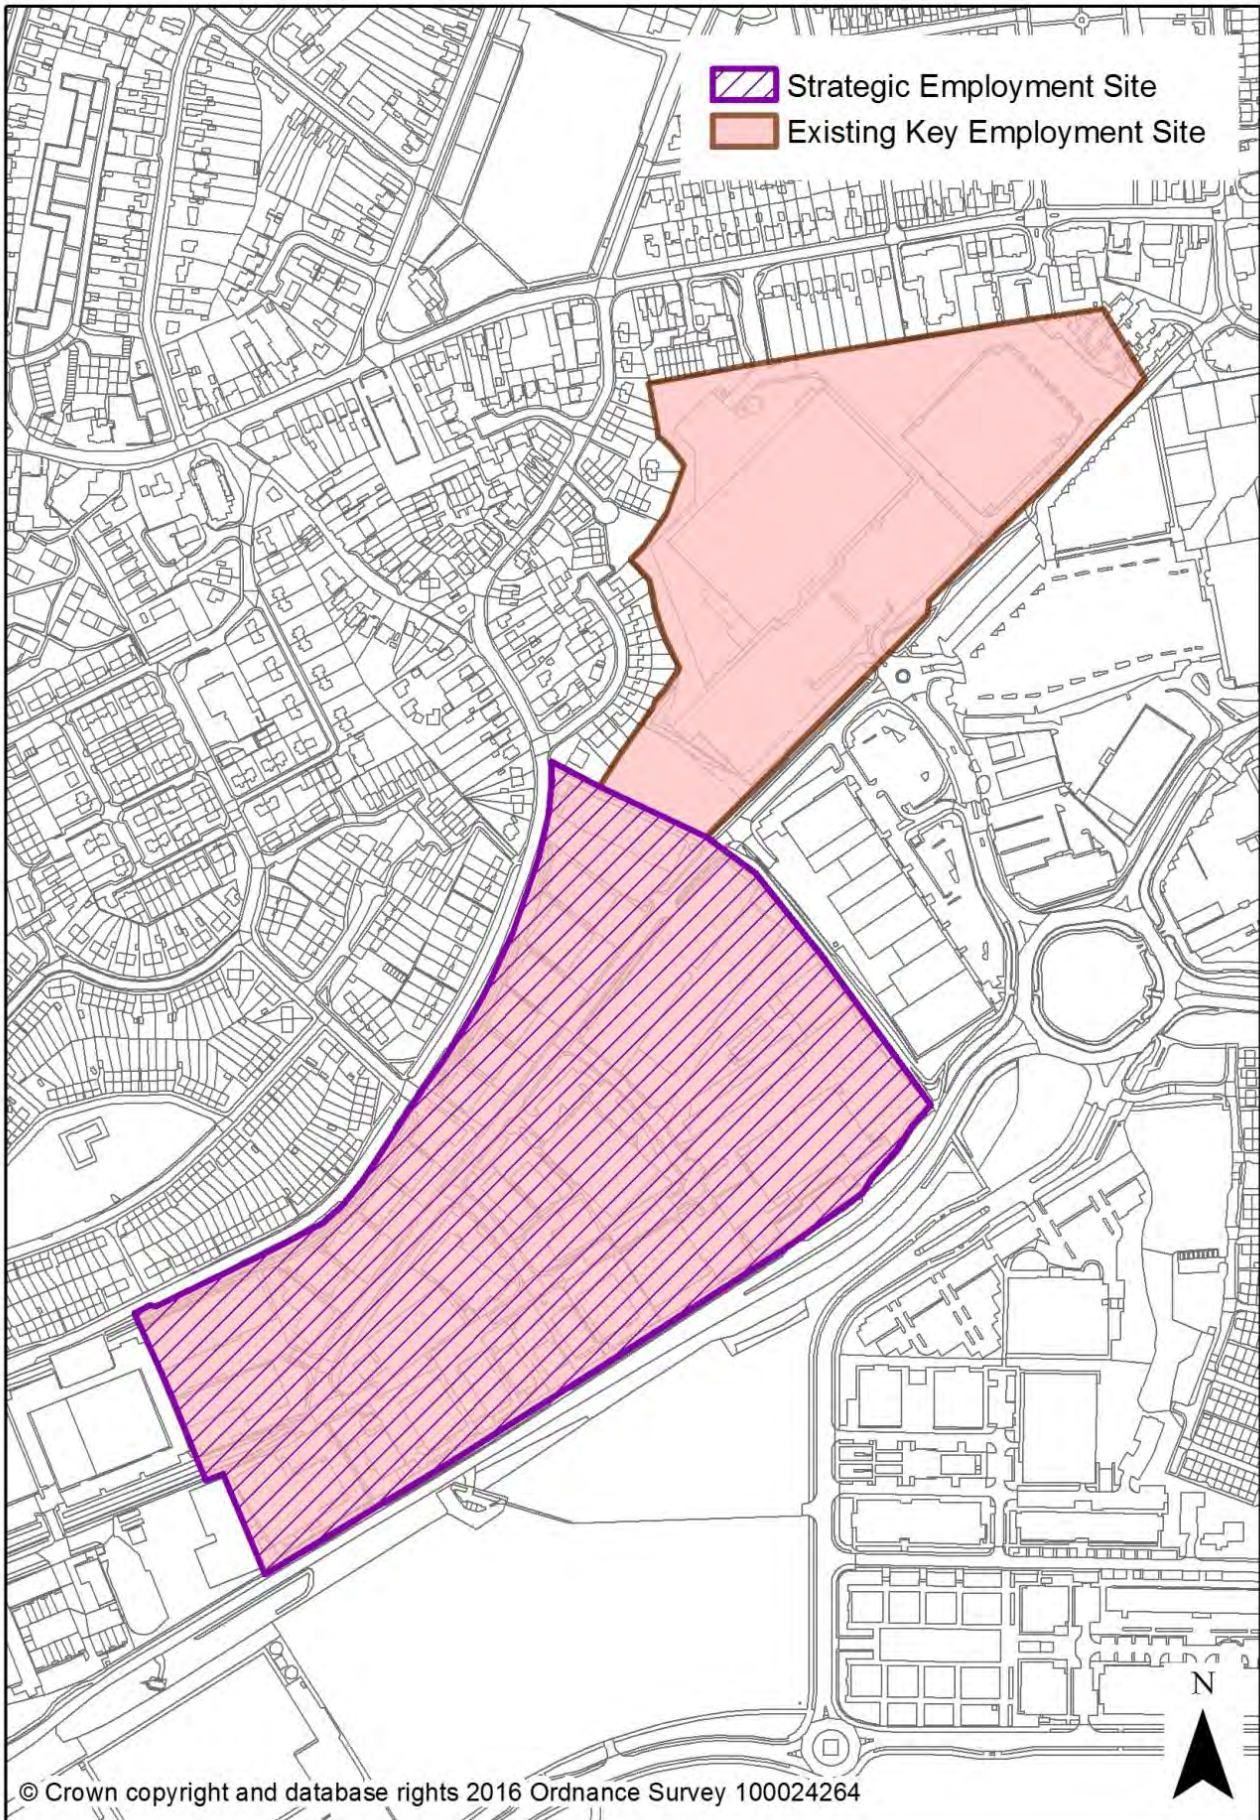 Strategic Employment Site
Existing Key Employment Site
N
© Crown copyright and database rights 2016 Ordnance Survey 100024264